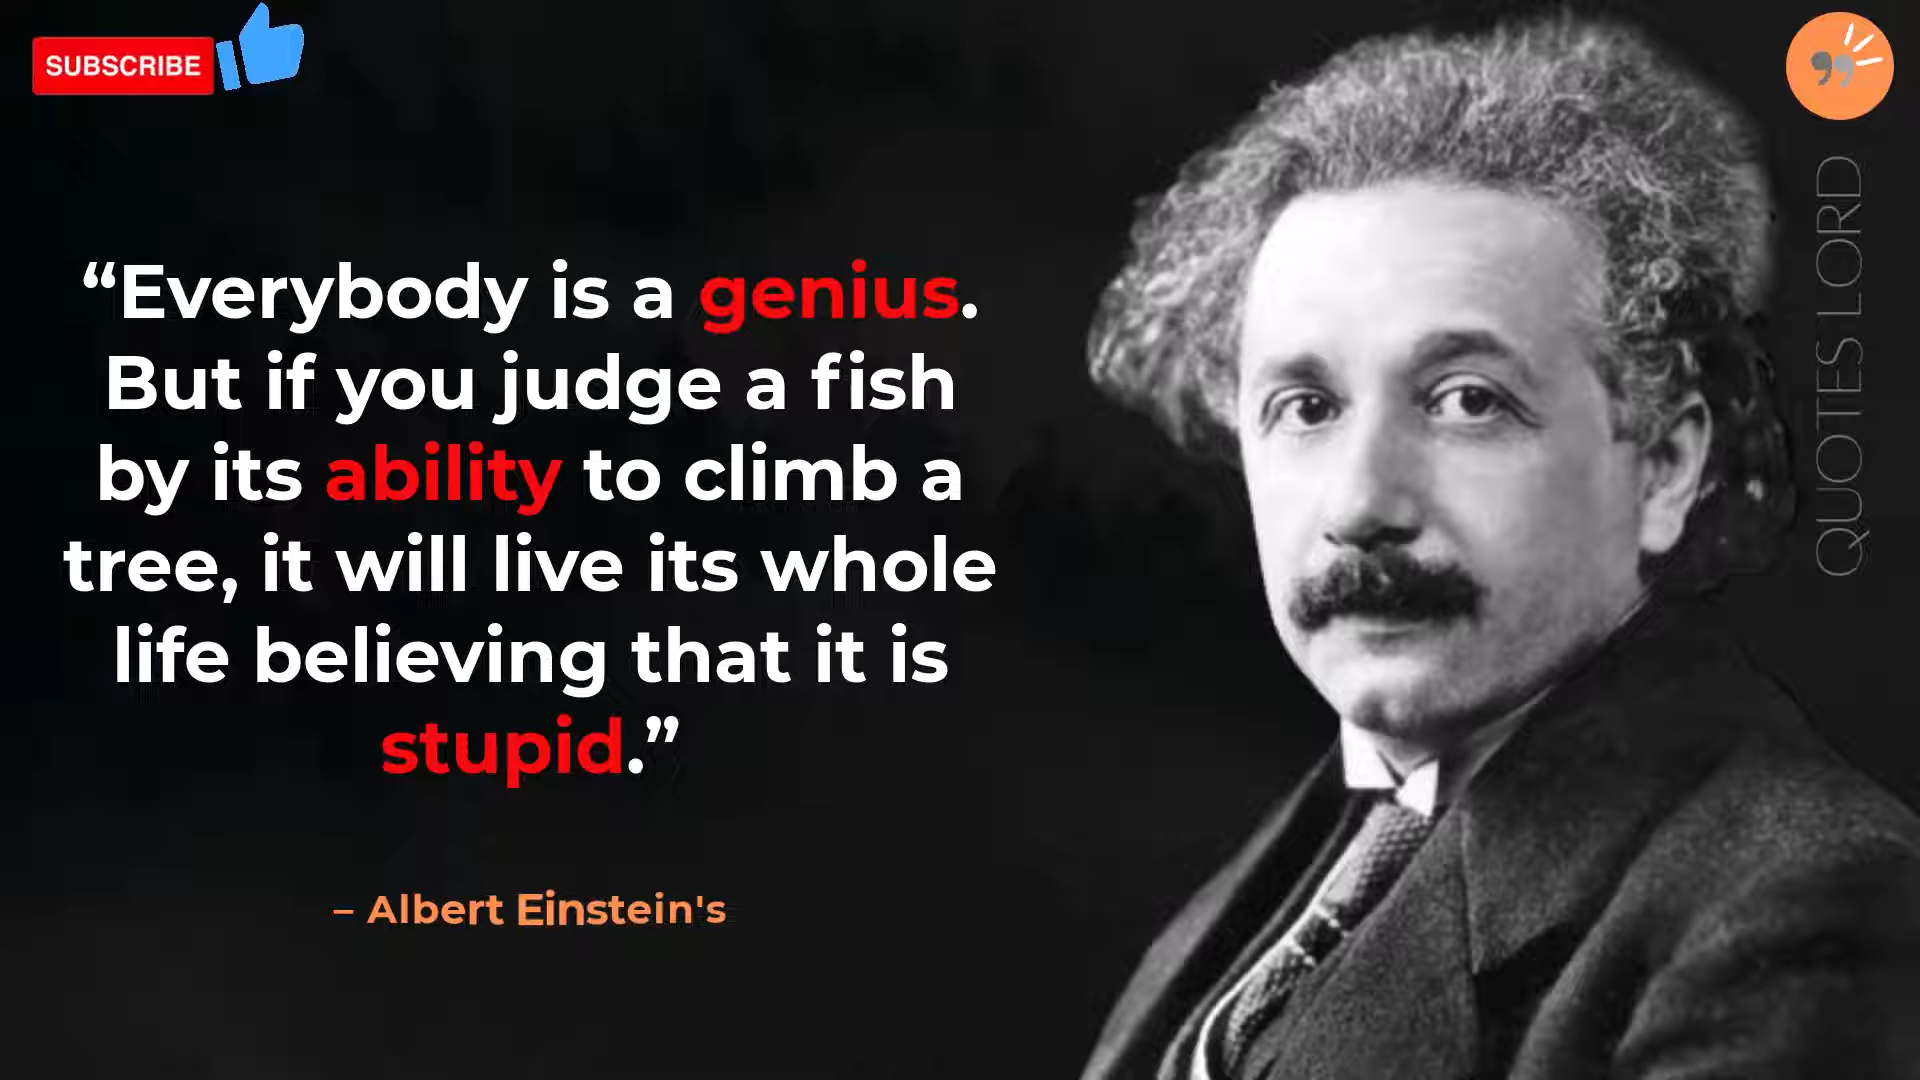 SUBSCRIBE
“Everybody is a genius.
But if you judge a fish
by its ability to climb a
tree, it will live its whole
life believing that it is
stupid.”
– Albert Einstein's
QUOTES LORD